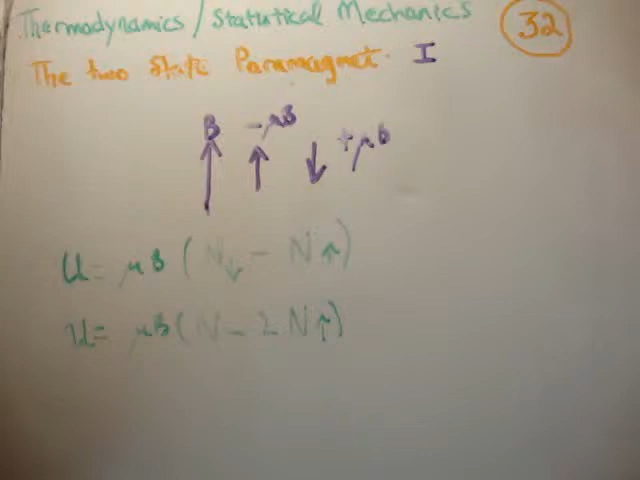 Thermodynamics / Statistical Mechanics
32
The two State Paramagnet I
B -μB +μB
U = μB (N↓ - N↑)
U = μB (N - 2N↑)